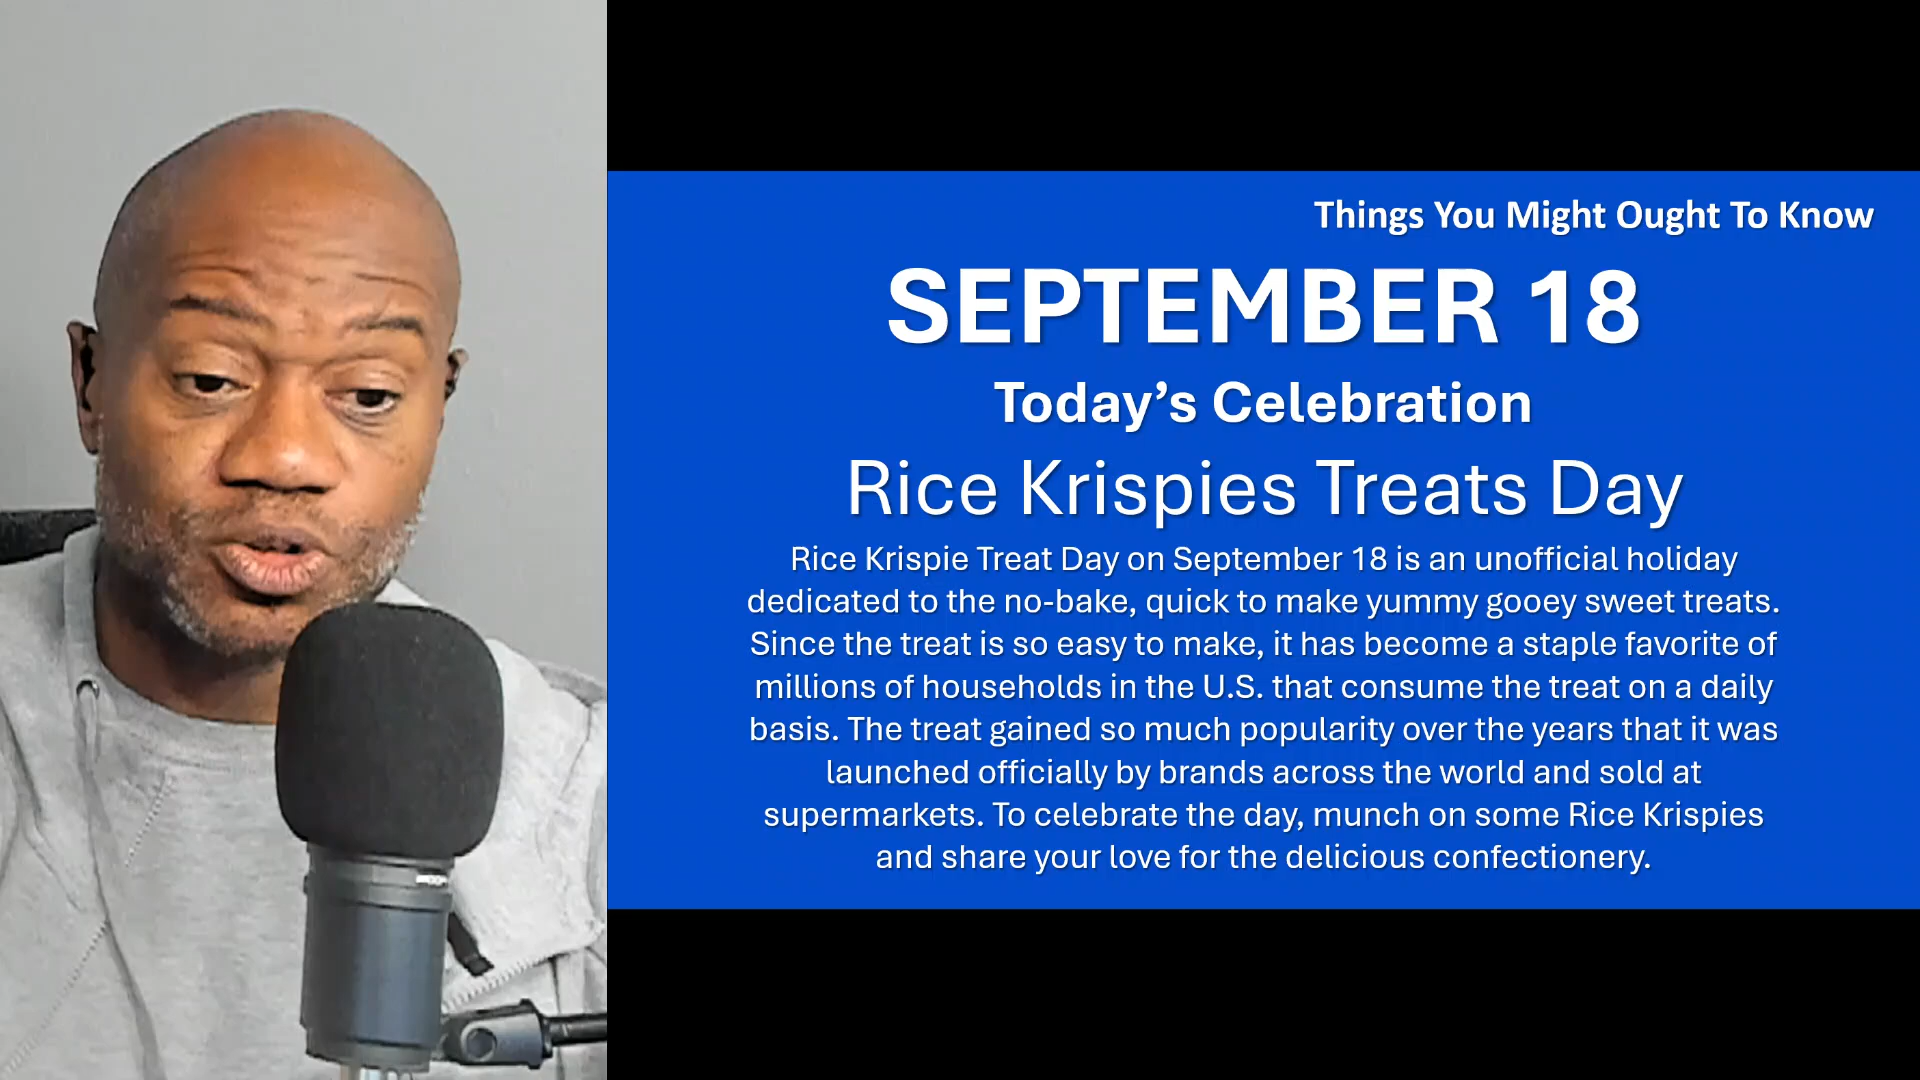 Things You Might Ought To Know
SEPTEMBER 18
Today’s Celebration
Rice Krispies Treats Day
Rice Krispie Treat Day on September 18 is an unofficial holiday
dedicated to the no-bake, quick to make yummy gooey sweet treats.
Since the treat is so easy to make, it has become a staple favorite of
millions of households in the U.S. that consume the treat on a daily
basis. The treat gained so much popularity over the years that it was
launched officially by brands across the world and sold at
supermarkets. To celebrate the day, munch on some Rice Krispies
and share your love for the delicious confectionery.